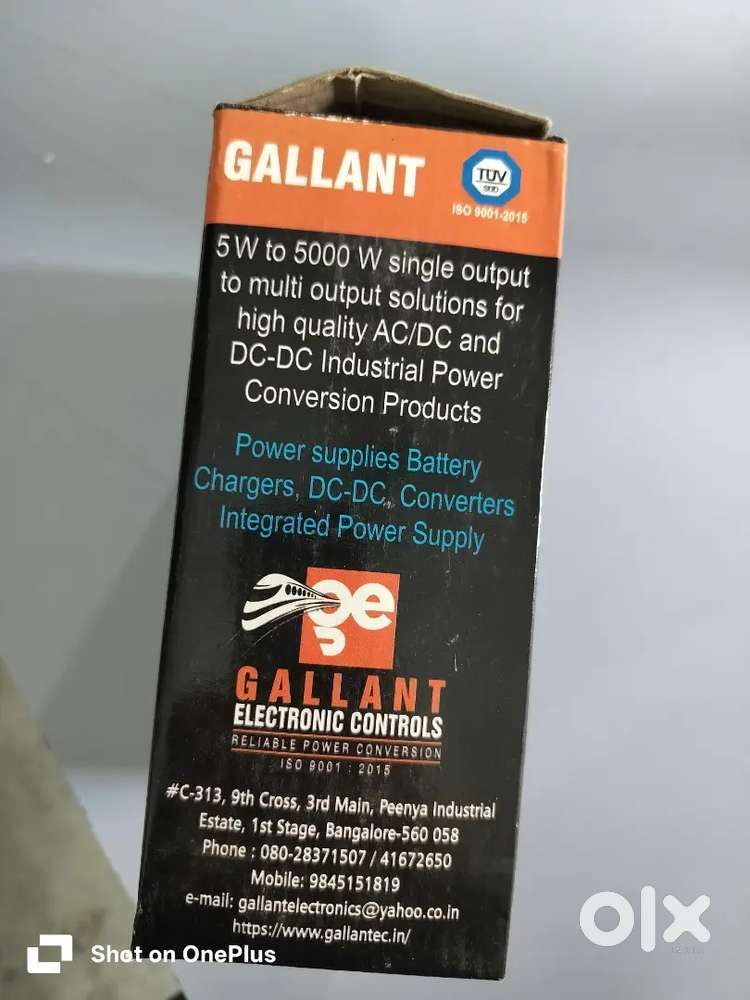 GALLANT
TÜV
SÜD
ISO 9001-2015
5W to 5000 W single output
to multi output solutions for
high quality AC/DC and
DC-DC Industrial Power
Conversion Products
Power supplies Battery
Chargers, DC-DC, Converters
Integrated Power Supply
ge
GALLANT
ELECTRONIC CONTROLS
RELIABLE POWER CONVERSION
ISO 9001 : 2015
#C-313, 9th Cross, 3rd Main, Peenya Industrial
Estate, 1st Stage, Bangalore-560 058
Phone : 080-28371507 / 41672650
Mobile: 9845151819
e-mail: gallantelectronics@yahoo.co.in
https://www.gallantec.in/
olx
Shot on OnePlus